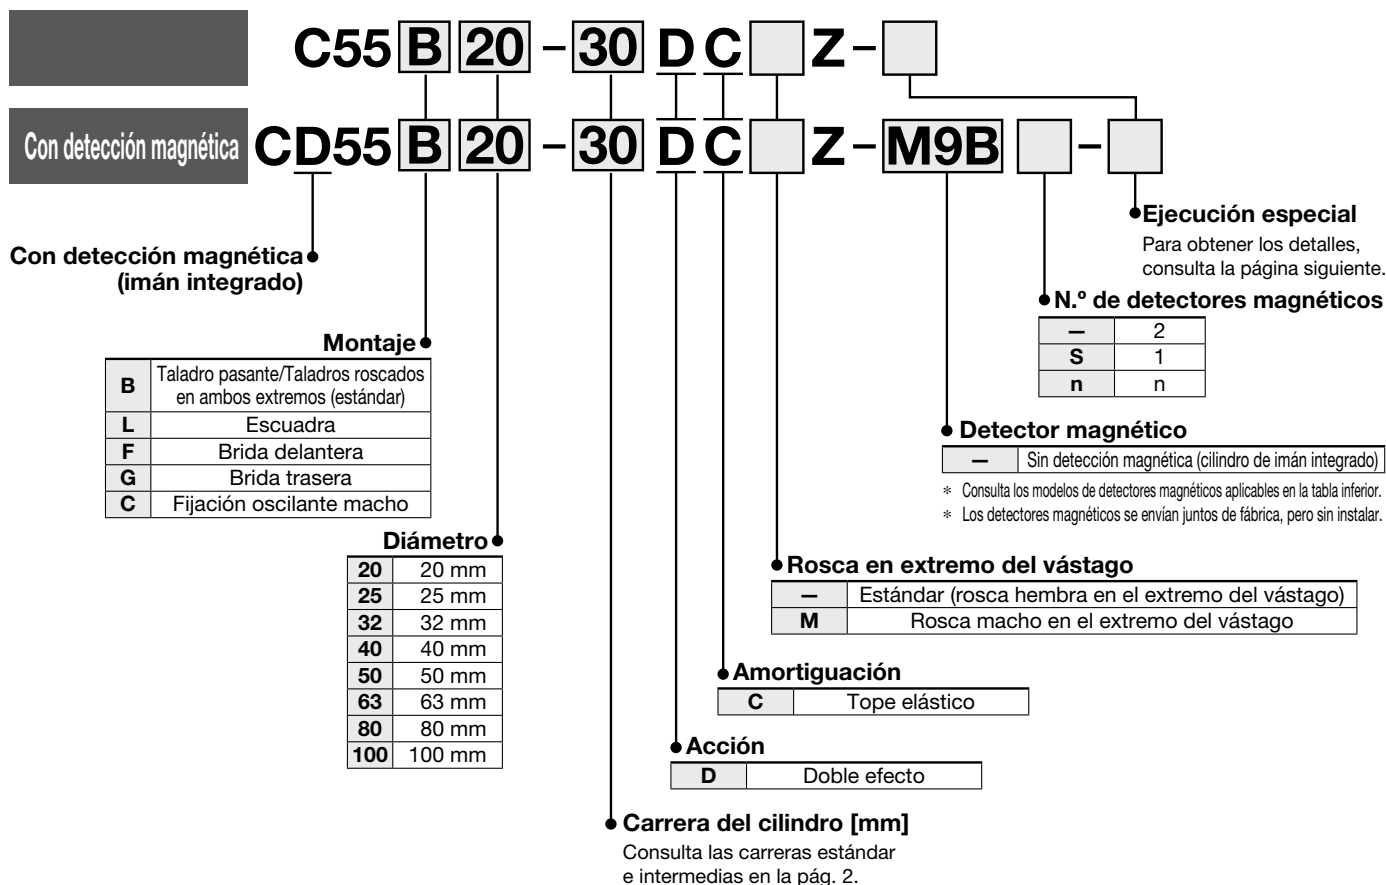 C55 B 20 – 30 D C Z –
Con detección magnética CD55 B 20 – 30 D C Z – M9B –
Ejecución especial
Para obtener los detalles,
consulta la página siguiente.
Con detección magnética
(imán integrado)
N.º de detectores magnéticos
— 2
S 1
n n
Montaje
B Taladro pasante/Taladros roscados
en ambos extremos (estándar)
L Escuadra
F Brida delantera
G Brida trasera
C Fijación oscilante macho
Detector magnético
— Sin detección magnética (cilindro de imán integrado)
* Consulta los modelos de detectores magnéticos aplicables en la tabla inferior.
* Los detectores magnéticos se envían juntos de fábrica, pero sin instalar.
Diámetro
20 20 mm
25 25 mm
32 32 mm
40 40 mm
50 50 mm
63 63 mm
80 80 mm
100 100 mm
Rosca en extremo del vástago
— Estándar (rosca hembra en el extremo del vástago)
M Rosca macho en el extremo del vástago
Amortiguación
C Tope elástico
Acción
D Doble efecto
Carrera del cilindro [mm]
Consulta las carreras estándar
e intermedias en la pág. 2.